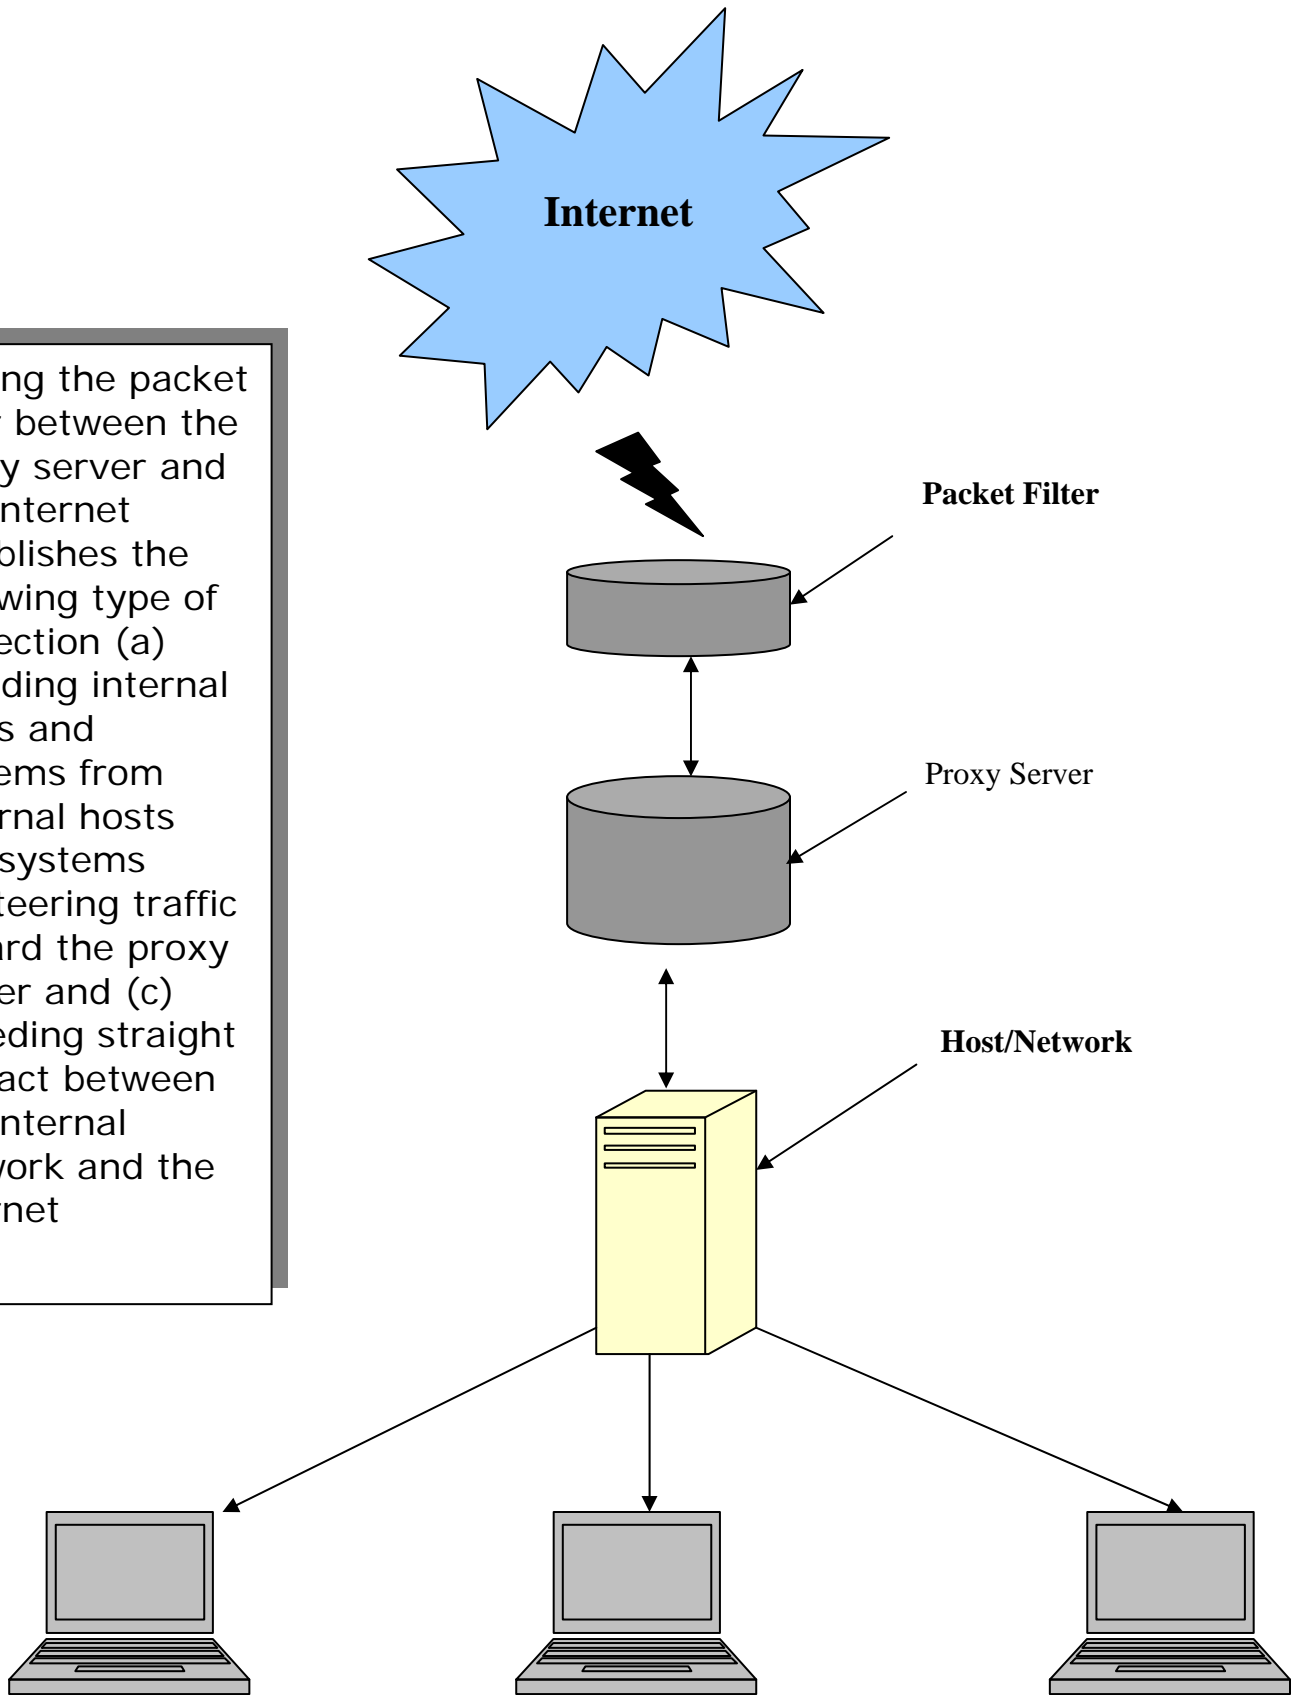 Internet
ng the packet
between the
y server and
nternet
blishes the
wing type of
ection (a)
ding internal
s and
ems from
rnal hosts
systems
teering traffic
ard the proxy
er and (c)
eding straight
act between
nternal
work and the
rnet
Packet Filter
Proxy Server
Host/Network